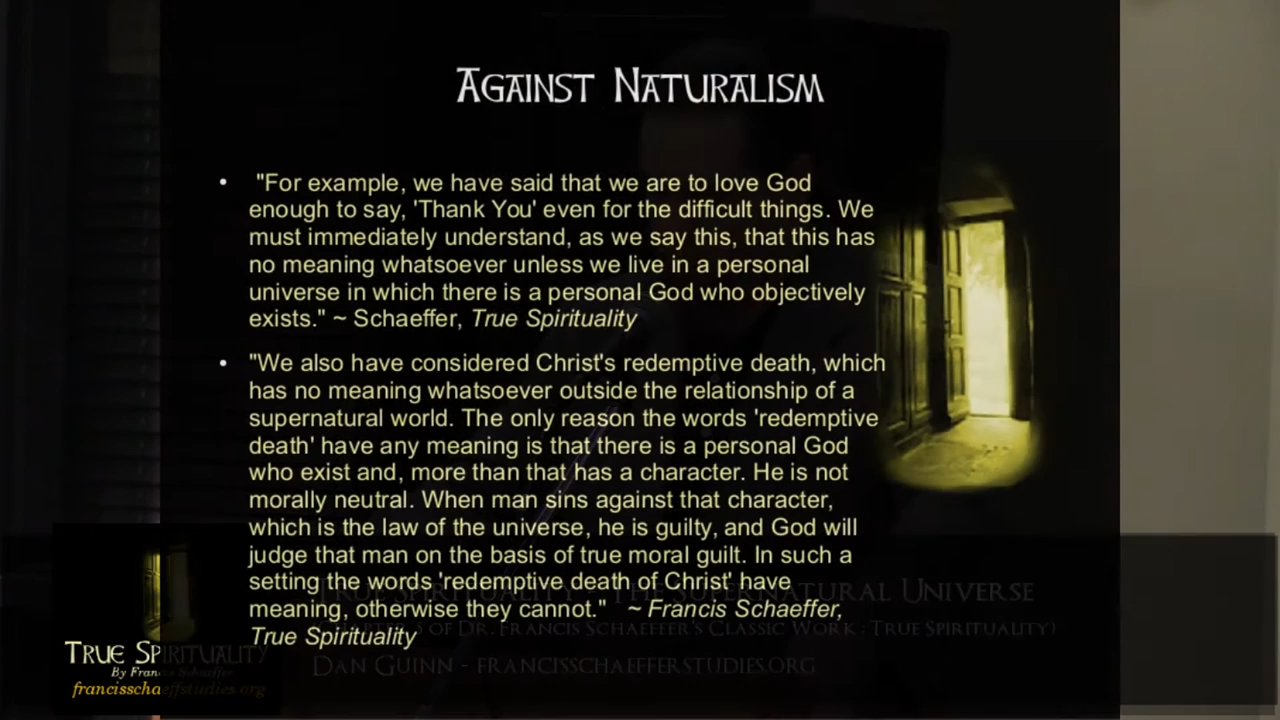 Against Naturalism
• "For example, we have said that we are to love God
enough to say, 'Thank You' even for the difficult things. We
must immediately understand, as we say this, that this has
no meaning whatsoever unless we live in a personal
universe in which there is a personal God who objectively
exists." ~ Schaeffer, True Spirituality
• "We also have considered Christ's redemptive death, which
has no meaning whatsoever outside the relationship of a
supernatural world. The only reason the words 'redemptive
death' have any meaning is that there is a personal God
who exist and, more than that has a character. He is not
morally neutral. When man sins against that character,
which is the law of the universe, he is guilty, and God will
judge that man on the basis of true moral guilt. In such a
setting the words 'redemptive death of Christ' have
meaning, otherwise they cannot." ~ Francis Schaeffer,
True Spirituality
True Spirituality - The Supernatural Universe
(Chapter 5 of Dr. Francis Schaeffer's Classic Work : True Spirituality)
Dan Guinn - francisschaefferstudies.org
True Spirituality
By Francis Schaeffer
francisschaeffstudies.org